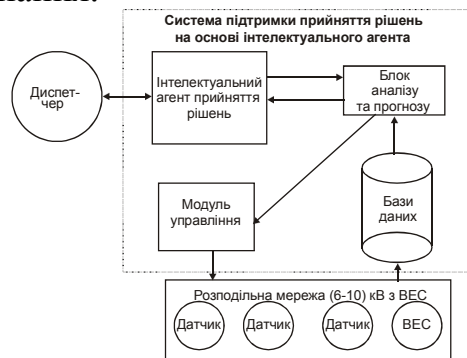 Система підтримки прийняття рішень
на основі інтелектуального агента
Диспет-
чер
Інтелектуальний
агент прийняття
рішень
Блок
аналізу
та прогнозу
Модуль
управління
Бази
даних
Розподільна мережа (6-10) кВ з ВЕС
Датчик
Датчик
Датчик
ВЕС